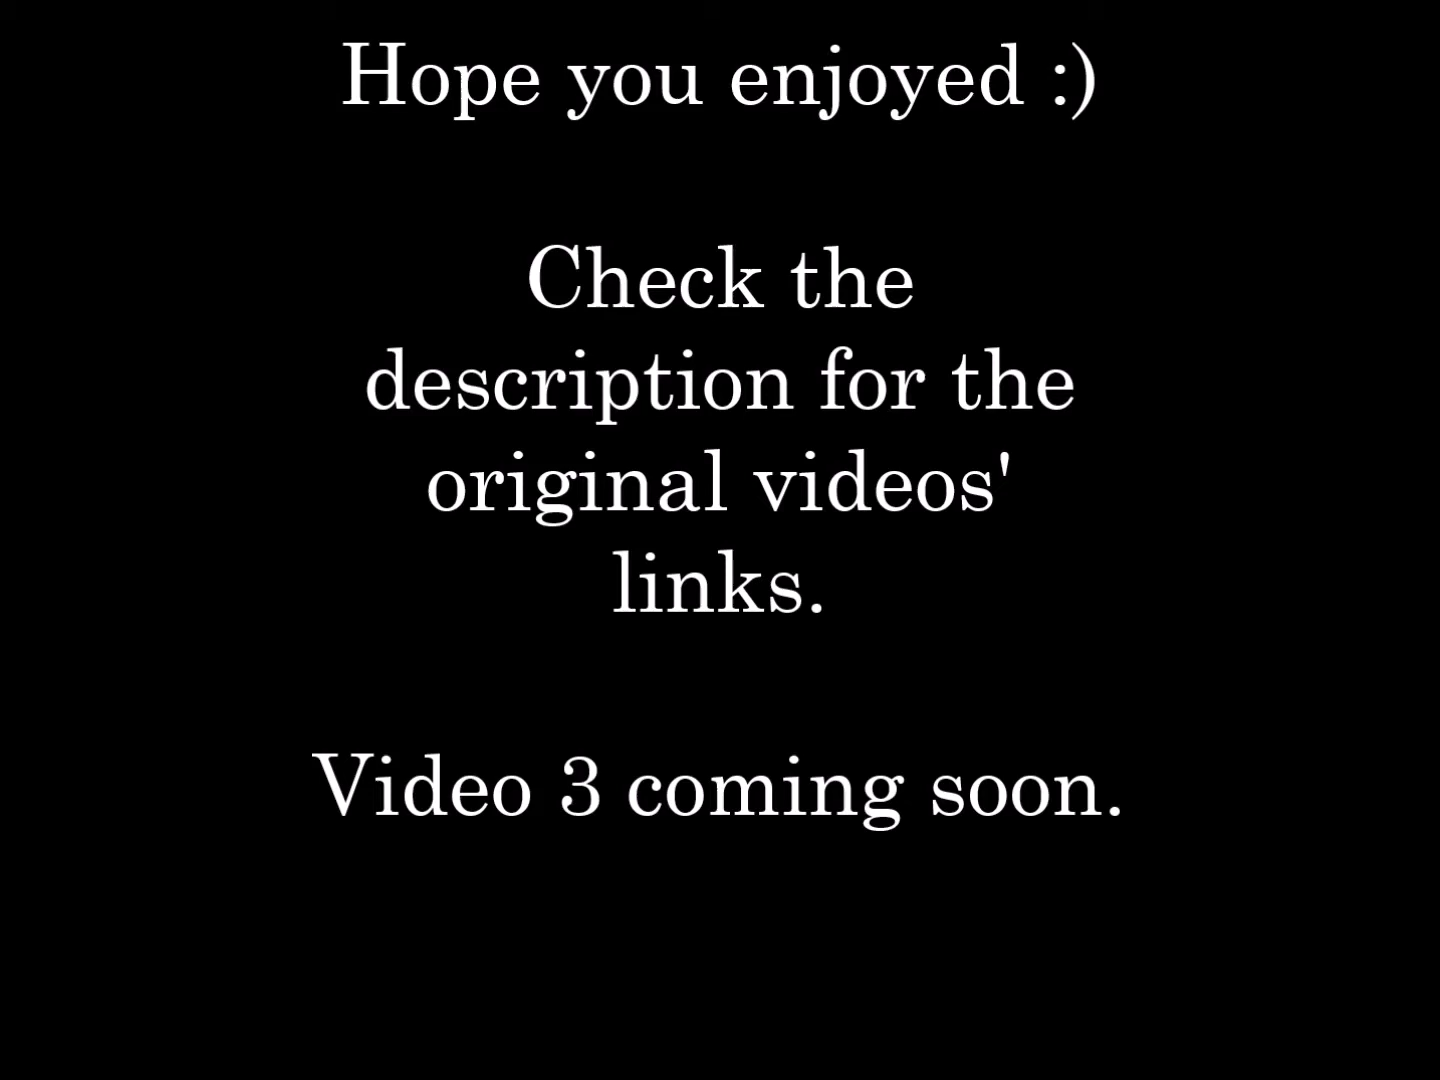 Hope you enjoyed :)
Check the
description for the
original videos'
links.
Video 3 coming soon.